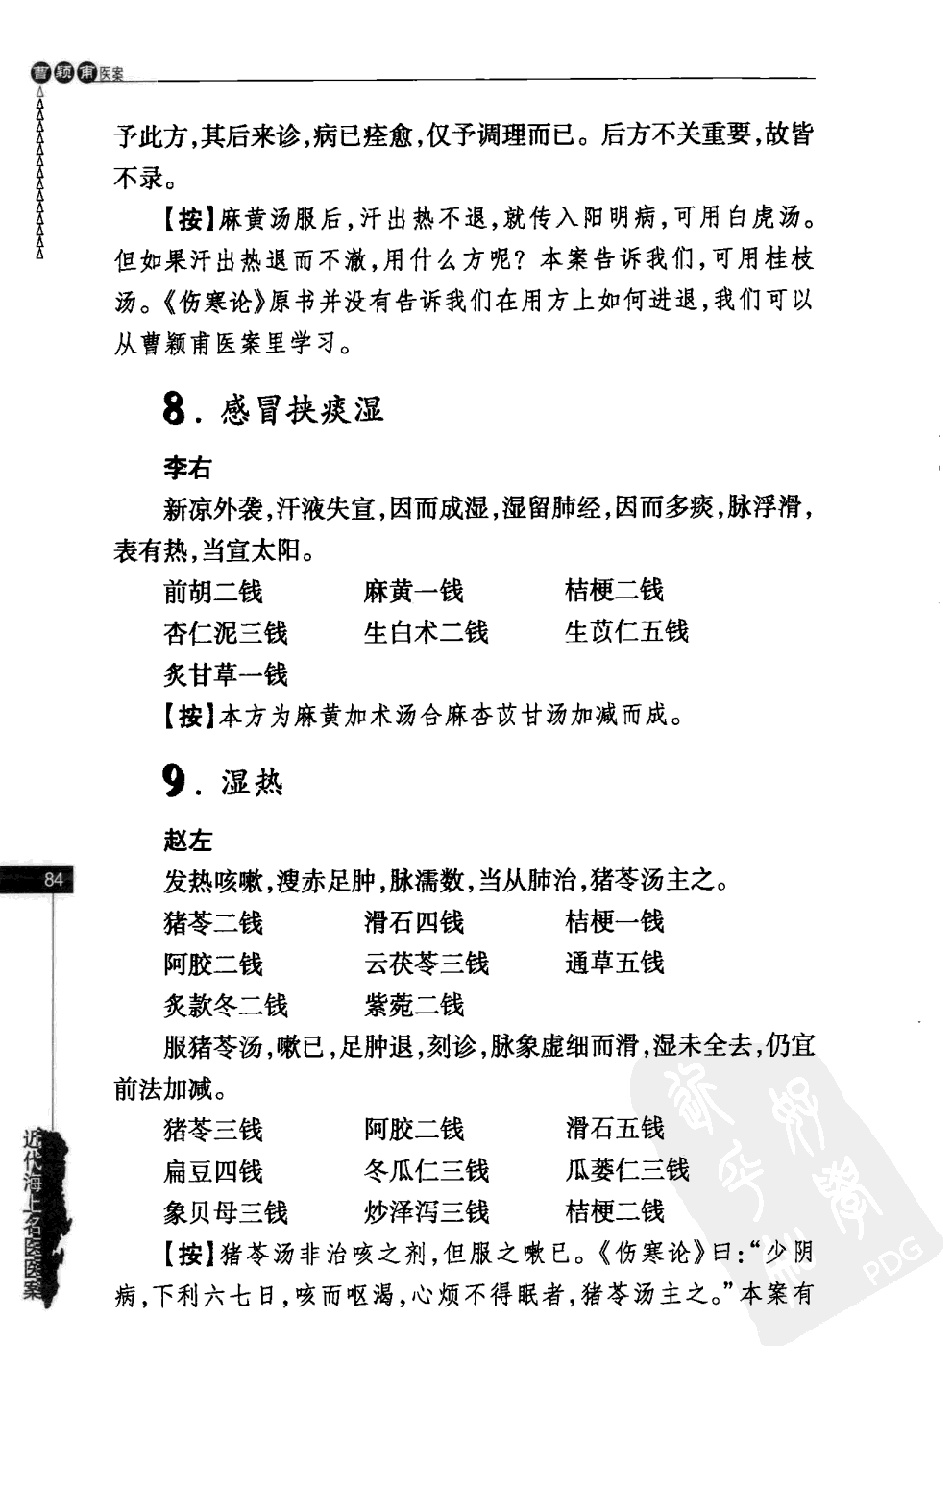 曹颖甫医案
予此方,其后来诊,病已痊愈,仅予调理而已。后方不关重要,故皆
不录。
【按】麻黄汤服后,汗出热不退,就传入阳明病,可用白虎汤。
但如果汗出热退而不澈,用什么方呢?本案告诉我们,可用桂枝
汤。《伤寒论》原书并没有告诉我们在用方上如何进退,我们可以
从曹颖甫医案里学习。
8. 感冒挟痰湿
李右
新凉外袭,汗液失宣,因而成湿,湿留肺经,因而多痰,脉浮滑,
表有热,当宣太阳。
前胡二钱 麻黄一钱 桔梗二钱
杏仁泥三钱 生白术二钱 生苡仁五钱
炙甘草一钱
【按】本方为麻黄加术汤合麻杏苡甘汤加减而成。
9. 湿热
赵左
发热咳嗽,溲赤足肿,脉濡数,当从肺治,猪苓汤主之。
猪苓二钱 滑石四钱 桔梗一钱
阿胶二钱 云茯苓三钱 通草五钱
炙款冬二钱 紫菀二钱
服猪苓汤,嗽已,足肿退,刻诊,脉象虚细而滑,湿未全去,仍宜
前法加减。
猪苓三钱 阿胶二钱 滑石五钱
扁豆四钱 冬瓜仁三钱 瓜蒌仁三钱
象贝母三钱 炒泽泻三钱 桔梗二钱
【按】猪苓汤非治咳之剂,但服之嗽已。《伤寒论》曰:“少阴
病,下利六七日,咳而呕渴,心烦不得眠者,猪苓汤主之。”本案有
84
近代海上名医医案
PDG